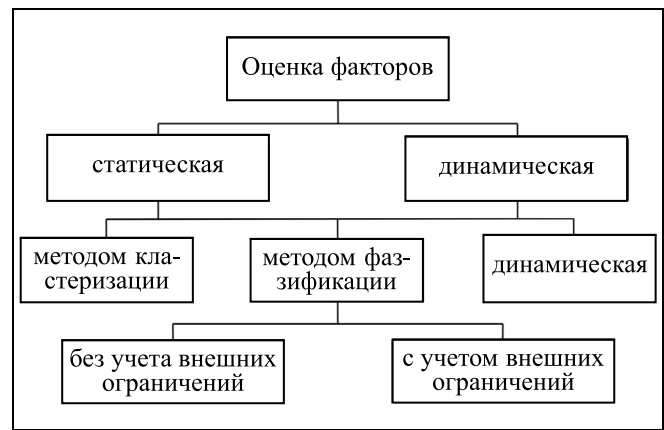 Оценка факторов
статическая
динамическая
методом кла-
стеризации
методом фаз-
зификации
динамическая
без учета внешних
ограничений
с учетом внешних
ограничений